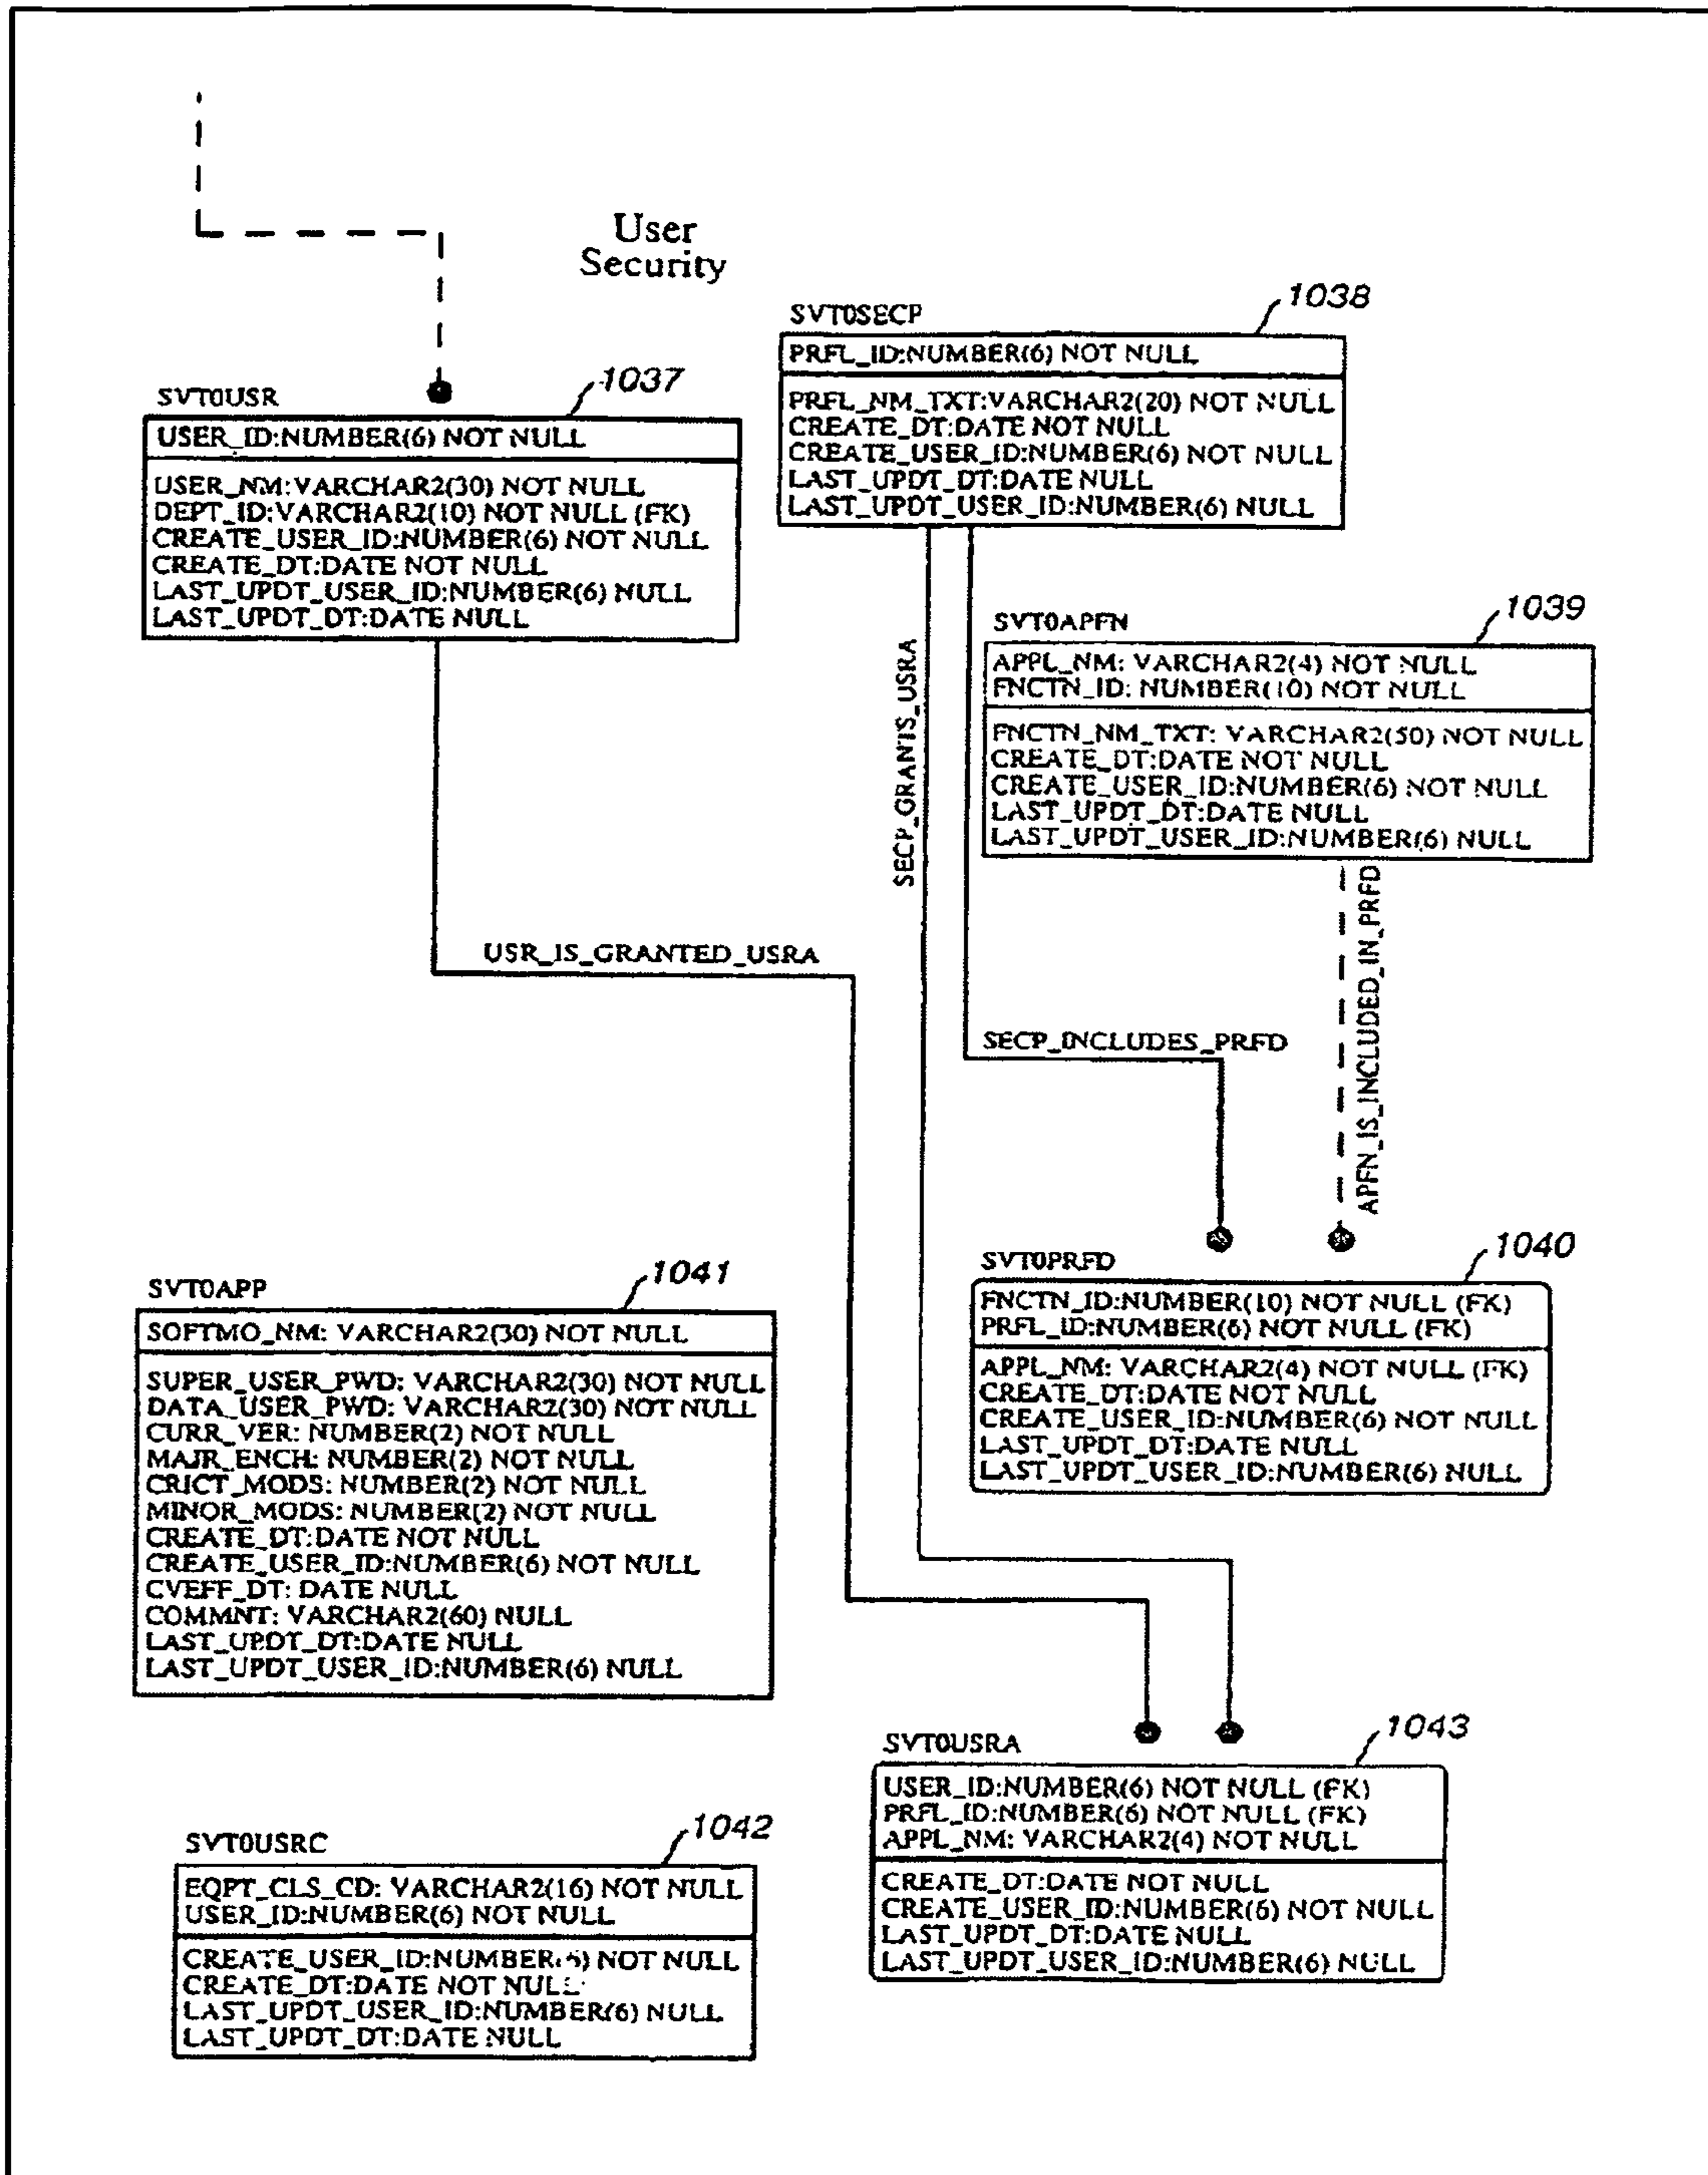 User
Security
SVT0USR
1037
USER_ID:NUMBER(6) NOT NULL
USER_NM:VARCHAR2(30) NOT NULL
DEPT_ID:VARCHAR2(10) NOT NULL (FK)
CREATE_USER_ID:NUMBER(6) NOT NULL
CREATE_DT:DATE NOT NULL
LAST_UPDT_USER_ID:NUMBER(6) NULL
LAST_UPDT_DT:DATE NULL
SVT0SECP
1038
PRFL_ID:NUMBER(6) NOT NULL
PRFL_NM_TXT:VARCHAR2(20) NOT NULL
CREATE_DT:DATE NOT NULL
CREATE_USER_ID:NUMBER(6) NOT NULL
LAST_UPDT_DT:DATE NULL
LAST_UPDT_USER_ID:NUMBER(6) NULL
SVT0APFN
1039
APPL_NM: VARCHAR2(4) NOT NULL
FNCTN_ID: NUMBER(10) NOT NULL
FNCTN_NM_TXT: VARCHAR2(50) NOT NULL
CREATE_DT:DATE NOT NULL
CREATE_USER_ID:NUMBER(6) NOT NULL
LAST_UPDT_DT:DATE NULL
LAST_UPDT_USER_ID:NUMBER(6) NULL
SECP_GRANTS_USRA
USR_IS_GRANTED_USRA
SECP_INCLUDES_PRFD
APFN_IS_INCLUDED_IN_PRFD
SVT0PRFD
1040
FNCTN_ID:NUMBER(10) NOT NULL (FK)
PRFL_ID:NUMBER(6) NOT NULL (FK)
APPL_NM: VARCHAR2(4) NOT NULL (FK)
CREATE_DT:DATE NOT NULL
CREATE_USER_ID:NUMBER(6) NOT NULL
LAST_UPDT_DT:DATE NULL
LAST_UPDT_USER_ID:NUMBER(6) NULL
SVT0APP
1041
SOFTMO_NM: VARCHAR2(30) NOT NULL
SUPER_USER_PWD: VARCHAR2(30) NOT NULL
DATA_USER_PWD: VARCHAR2(30) NOT NULL
CURR_VER: NUMBER(2) NOT NULL
MAJR_ENCH: NUMBER(2) NOT NULL
CRICT_MODS: NUMBER(2) NOT NULL
MINOR_MODS: NUMBER(2) NOT NULL
CREATE_DT:DATE NOT NULL
CREATE_USER_ID:NUMBER(6) NOT NULL
CVEFF_DT: DATE NULL
COMMNT: VARCHAR2(60) NULL
LAST_UPDT_DT:DATE NULL
LAST_UPDT_USER_ID:NUMBER(6) NULL
SVT0USRC
1042
EQPT_CLS_CD: VARCHAR2(16) NOT NULL
USER_ID:NUMBER(6) NOT NULL
CREATE_USER_ID:NUMBER(6) NOT NULL
CREATE_DT:DATE NOT NULL
LAST_UPDT_USER_ID:NUMBER(6) NULL
LAST_UPDT_DT:DATE NULL
SVT0USRA
1043
USER_ID:NUMBER(6) NOT NULL (FK)
PRFL_ID:NUMBER(6) NOT NULL (FK)
APPL_NM: VARCHAR2(4) NOT NULL
CREATE_DT:DATE NOT NULL
CREATE_USER_ID:NUMBER(6) NOT NULL
LAST_UPDT_DT:DATE NULL
LAST_UPDT_USER_ID:NUMBER(6) NULL